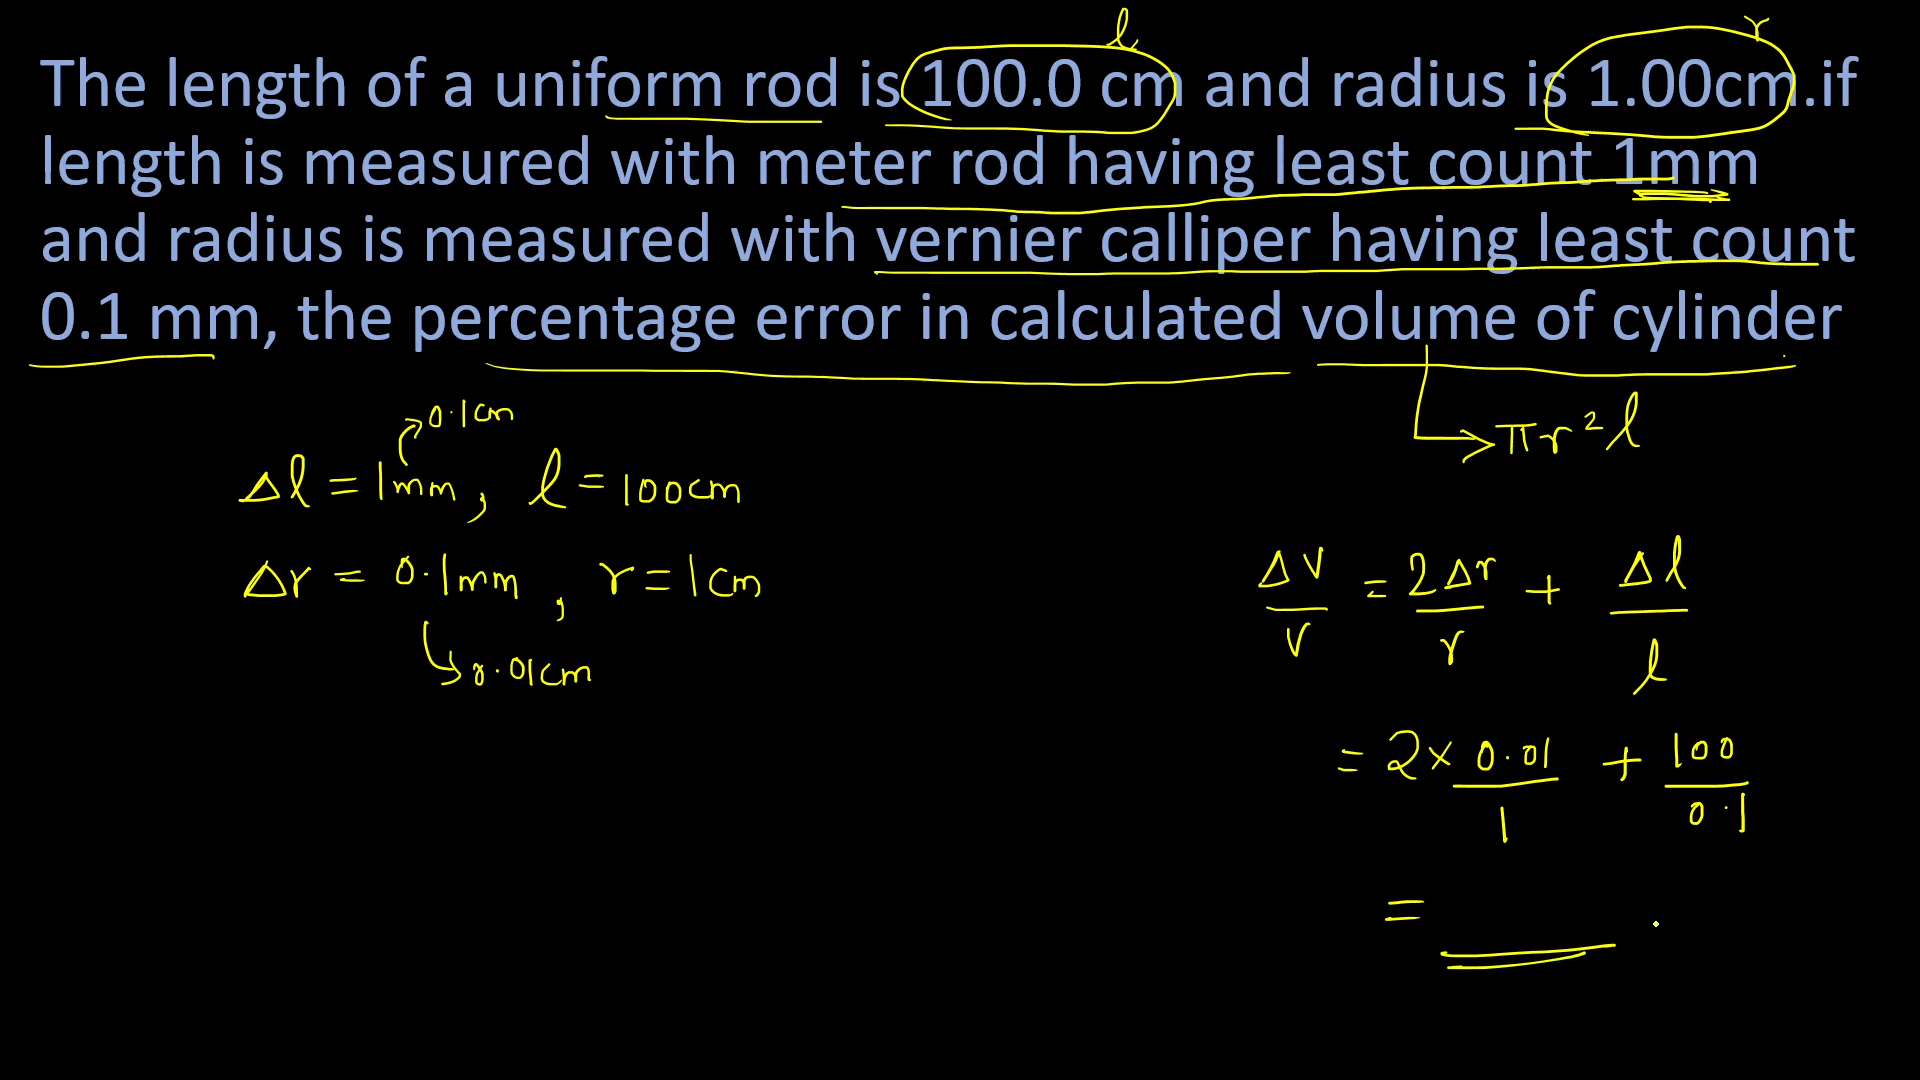 l r
The length of a uniform rod is 100.0 cm and radius is 1.00cm.if
length is measured with meter rod having least count 1mm
and radius is measured with vernier calliper having least count
0.1 mm, the percentage error in calculated volume of cylinder
→0.1cm
→πr²l
Δl = 1mm, l = 100cm
Δr = 0.1mm, r = 1cm
→0.01cm
ΔV/V = 2Δr/r + Δl/l
= 2 × 0.01/1 + 100/0.1
=